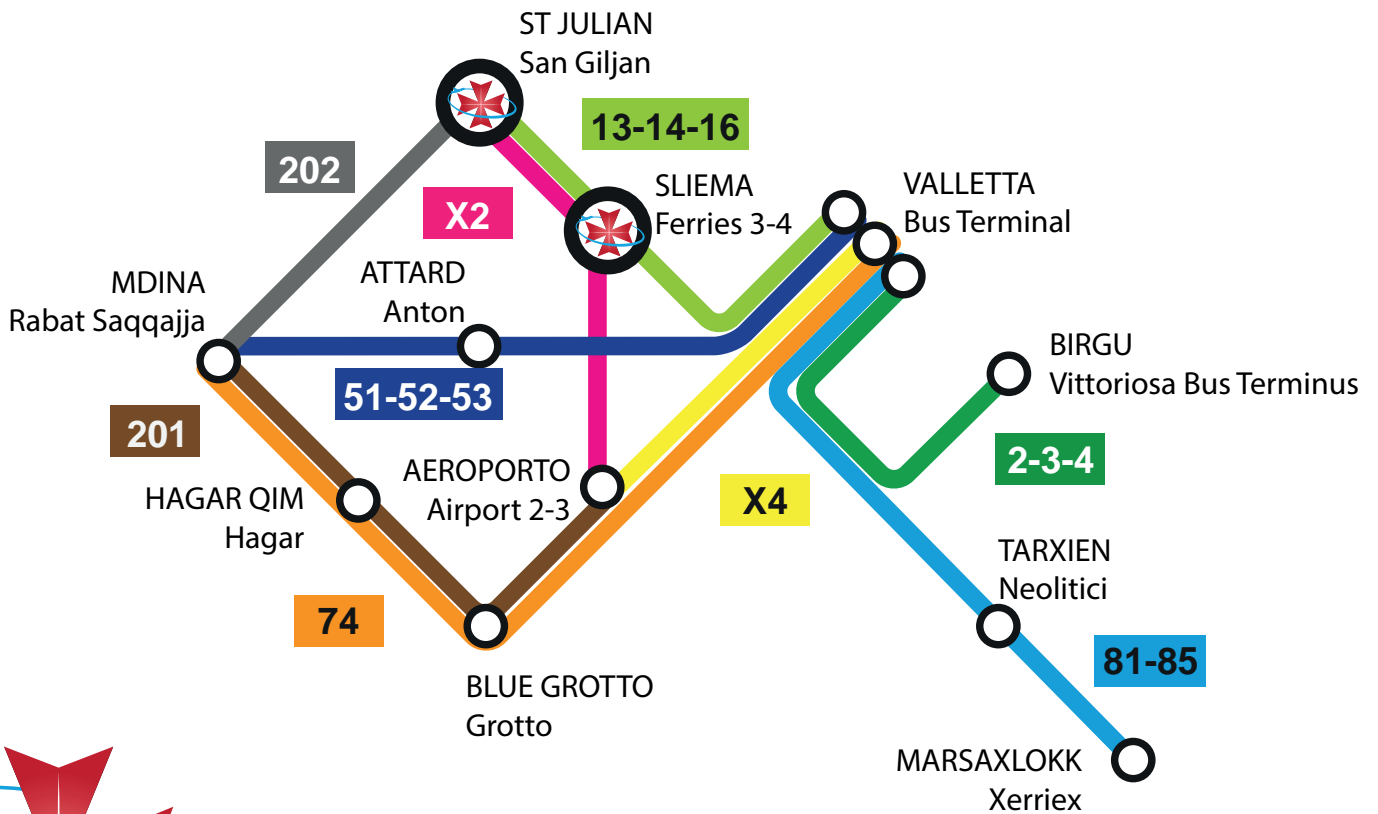 ST JULIAN
San Giljan
13-14-16
202
X2
SLIEMA
Ferries 3-4
VALLETTA
Bus Terminal
MDINA
Rabat Saqqajja
ATTARD
Anton
51-52-53
BIRGU
Vittoriosa Bus Terminus
201
2-3-4
HAGAR QIM
Hagar
AEROPORTO
Airport 2-3
X4
TARXIEN
Neolitici
74
81-85
BLUE GROTTO
Grotto
MARSAXLOKK
Xerriex